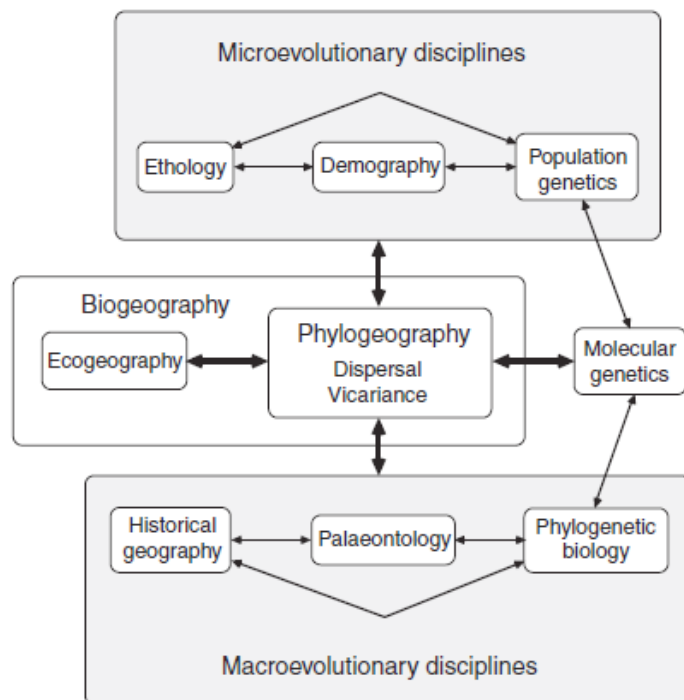 Microevolutionary disciplines
Ethology
Demography
Population
genetics
Biogeography
Ecogeography
Phylogeography
Dispersal
Vicariance
Molecular
genetics
Historical
geography
Palaeontology
Phylogenetic
biology
Macroevolutionary disciplines